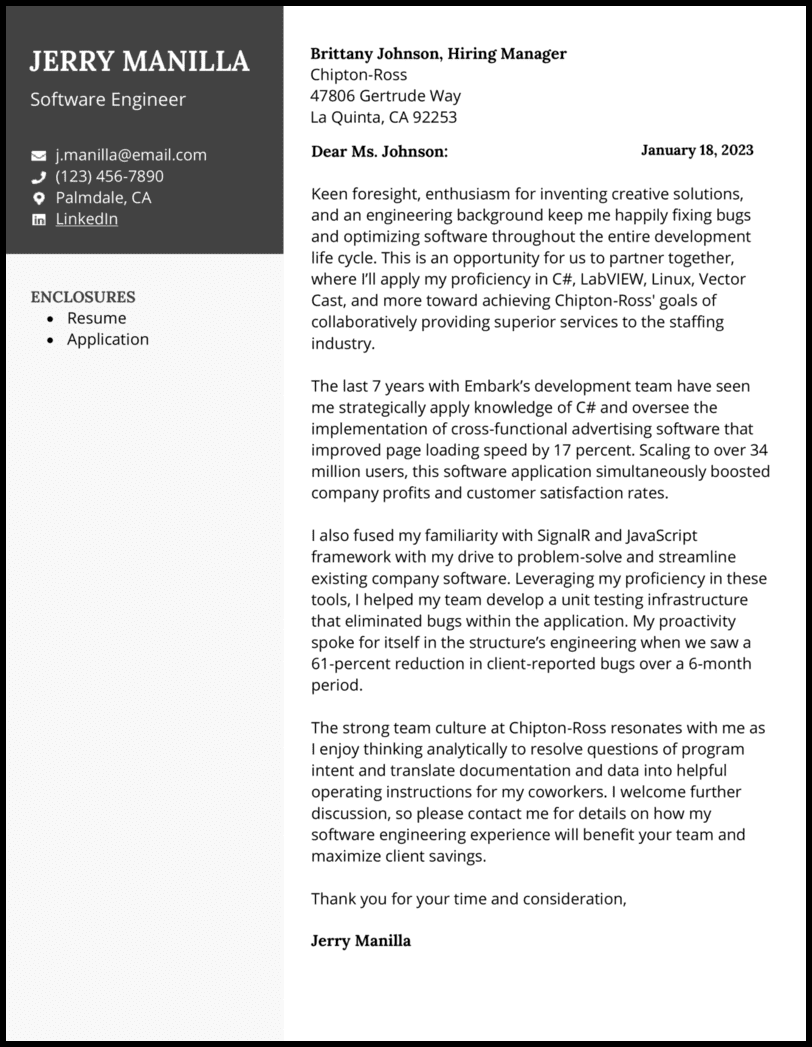 JERRY MANILLA
Software Engineer
j.manilla@email.com
(123) 456-7890
Palmdale, CA
LinkedIn
ENCLOSURES
• Resume
• Application
Brittany Johnson, Hiring Manager
Chipton-Ross
47806 Gertrude Way
La Quinta, CA 92253
Dear Ms. Johnson: January 18, 2023
Keen foresight, enthusiasm for inventing creative solutions,
and an engineering background keep me happily fixing bugs
and optimizing software throughout the entire development
life cycle. This is an opportunity for us to partner together,
where I’ll apply my proficiency in C#, LabVIEW, Linux, Vector
Cast, and more toward achieving Chipton-Ross' goals of
collaboratively providing superior services to the staffing
industry.
The last 7 years with Embark’s development team have seen
me strategically apply knowledge of C# and oversee the
implementation of cross-functional advertising software that
improved page loading speed by 17 percent. Scaling to over 34
million users, this software application simultaneously boosted
company profits and customer satisfaction rates.
I also fused my familiarity with SignalR and JavaScript
framework with my drive to problem-solve and streamline
existing company software. Leveraging my proficiency in these
tools, I helped my team develop a unit testing infrastructure
that eliminated bugs within the application. My proactivity
spoke for itself in the structure’s engineering when we saw a
61-percent reduction in client-reported bugs over a 6-month
period.
The strong team culture at Chipton-Ross resonates with me as
I enjoy thinking analytically to resolve questions of program
intent and translate documentation and data into helpful
operating instructions for my coworkers. I welcome further
discussion, so please contact me for details on how my
software engineering experience will benefit your team and
maximize client savings.
Thank you for your time and consideration,
Jerry Manilla